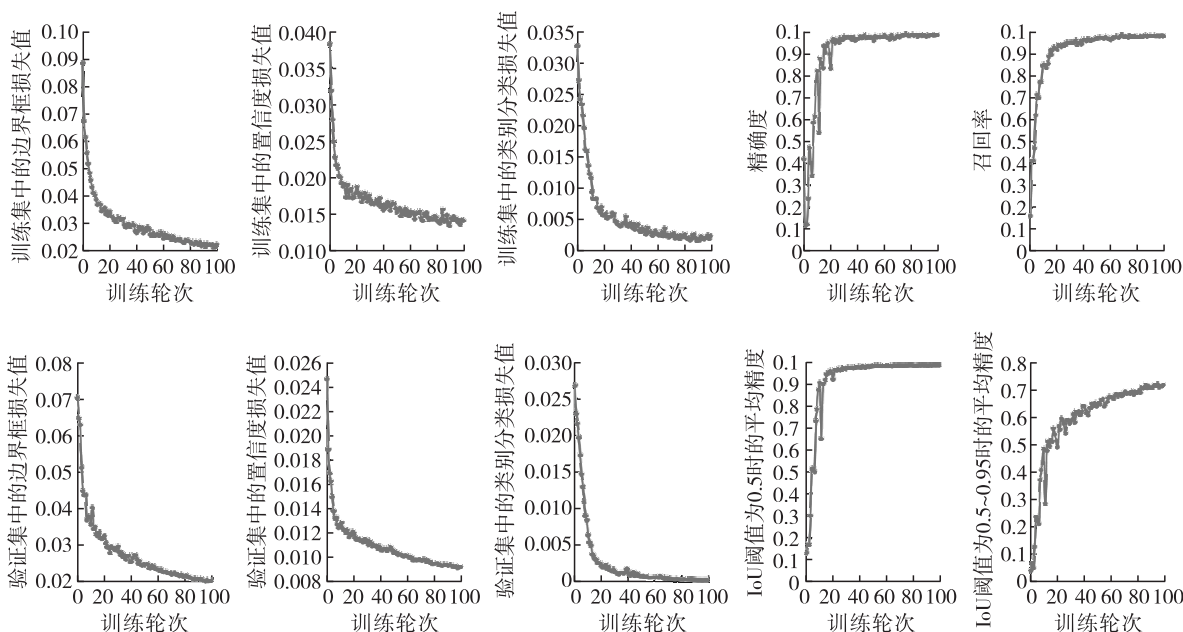 训练集中的边界框损失值
0.10
0.09
0.08
0.07
0.06
0.05
0.04
0.03
0.02
0 20 40 60 80 100
训练轮次
训练集中的置信度损失值
0.040
0.035
0.030
0.025
0.020
0.015
0.010
0 20 40 60 80 100
训练轮次
训练集中的类别分类损失值
0.035
0.030
0.025
0.020
0.015
0.010
0.005
0
0 20 40 60 80 100
训练轮次
精确度
0.1
0.9
0.8
0.7
0.6
0.5
0.4
0.3
0.2
0.1
0 20 40 60 80 100
训练轮次
召回率
0.1
0.9
0.8
0.7
0.6
0.5
0.4
0.3
0.2
0.1
0 20 40 60 80 100
训练轮次
验证集中的边界框损失值
0.08
0.07
0.06
0.05
0.04
0.03
0.02
0 20 40 60 80 100
训练轮次
验证集中的置信度损失值
0.026
0.024
0.022
0.020
0.018
0.016
0.014
0.012
0.010
0.008
0 20 40 60 80 100
训练轮次
验证集中的类别分类损失值
0.030
0.025
0.020
0.015
0.010
0.005
0
0 20 40 60 80 100
训练轮次
IoU阈值为0.5时的平均精度
0.1
0.9
0.8
0.7
0.6
0.5
0.4
0.3
0.2
0.1
0
0 20 40 60 80 100
训练轮次
IoU阈值为0.5~0.95时的平均精度
0.8
0.7
0.6
0.5
0.4
0.3
0.2
0.1
0
0 20 40 60 80 100
训练轮次